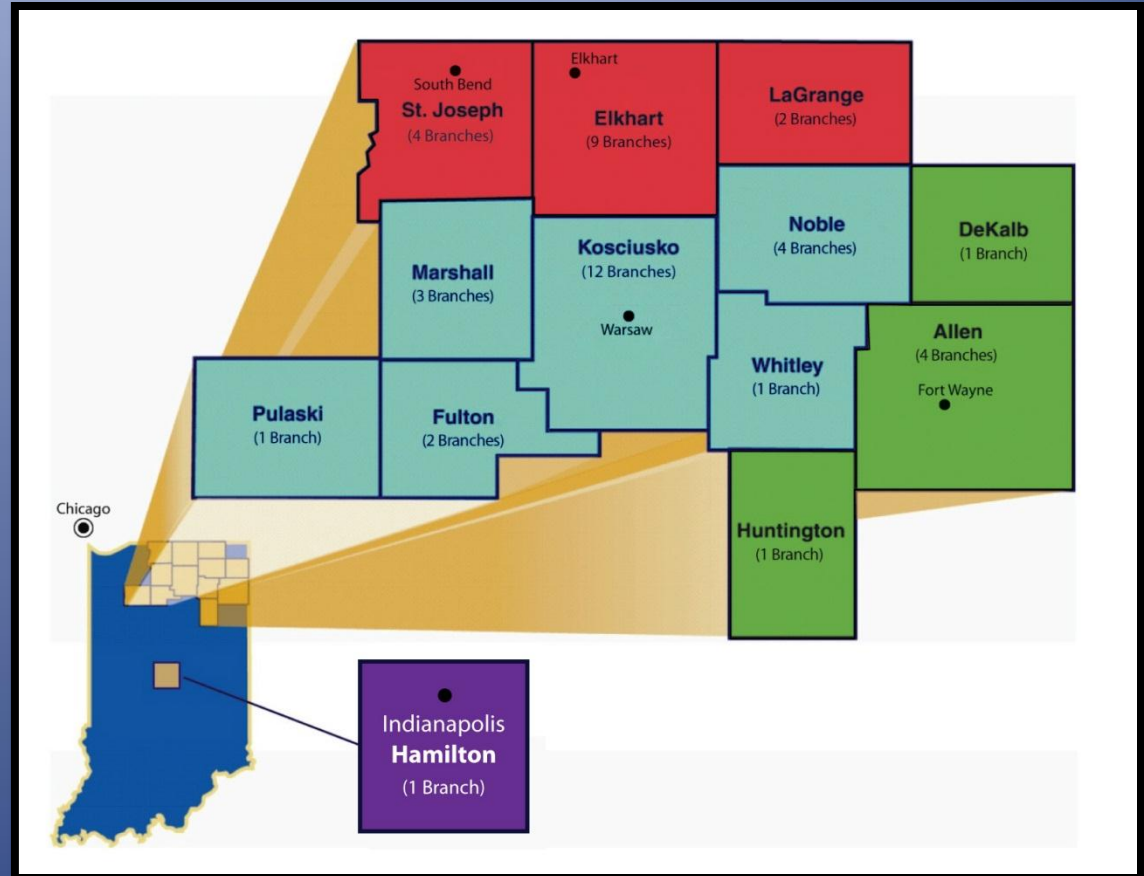 South Bend
St. Joseph
(4 Branches)
Elkhart
Elkhart
(9 Branches)
LaGrange
(2 Branches)
Marshall
(3 Branches)
Kosciusko
(12 Branches)
Warsaw
Noble
(4 Branches)
DeKalb
(1 Branch)
Pulaski
(1 Branch)
Fulton
(2 Branches)
Whitley
(1 Branch)
Allen
(4 Branches)
Fort Wayne
Huntington
(1 Branch)
Chicago
Indianapolis
Hamilton
(1 Branch)